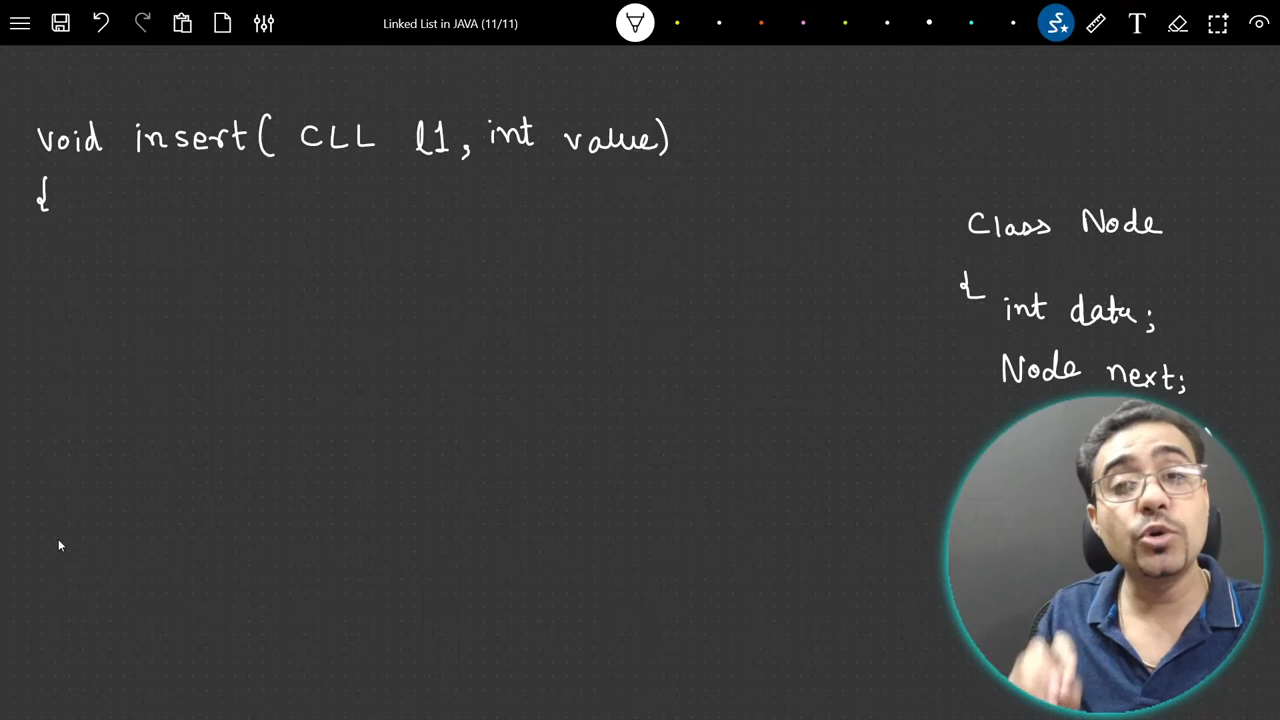 Linked List in JAVA (11/11)
void insert( CLL l1, int value)
{
Class Node
{
int data;
Node next;